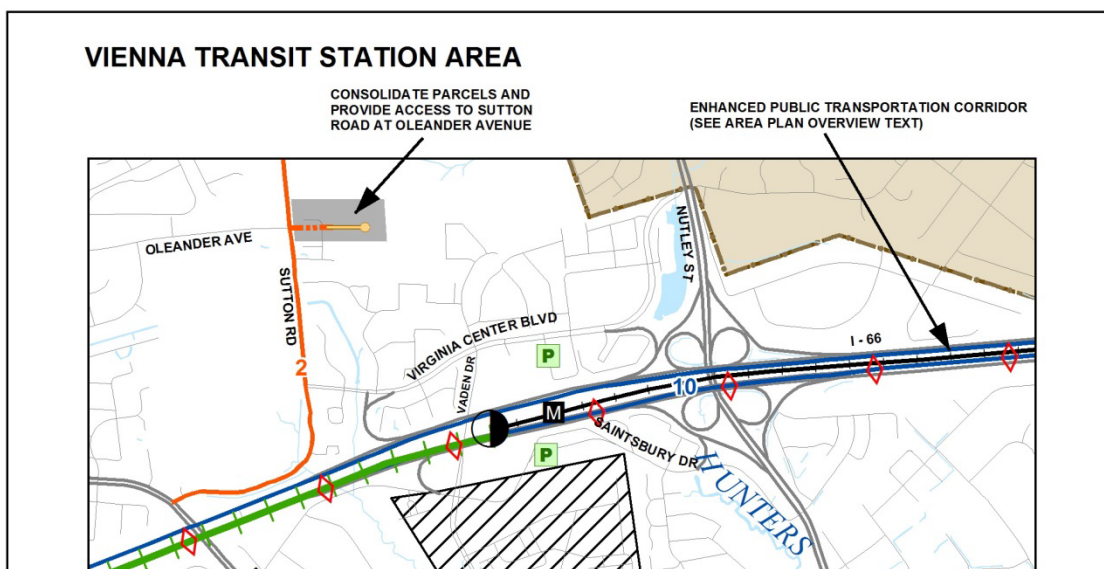 VIENNA TRANSIT STATION AREA
CONSOLIDATE PARCELS AND
PROVIDE ACCESS TO SUTTON
ROAD AT OLEANDER AVENUE
ENHANCED PUBLIC TRANSPORTATION CORRIDOR
(SEE AREA PLAN OVERVIEW TEXT)
OLEANDER AVE
SUTTON RD
2
NUTLEY ST
VIRGINIA CENTER BLVD
VADEN DR
I - 66
P
10
M
P
SAINTSBURY DR
HUNTERS